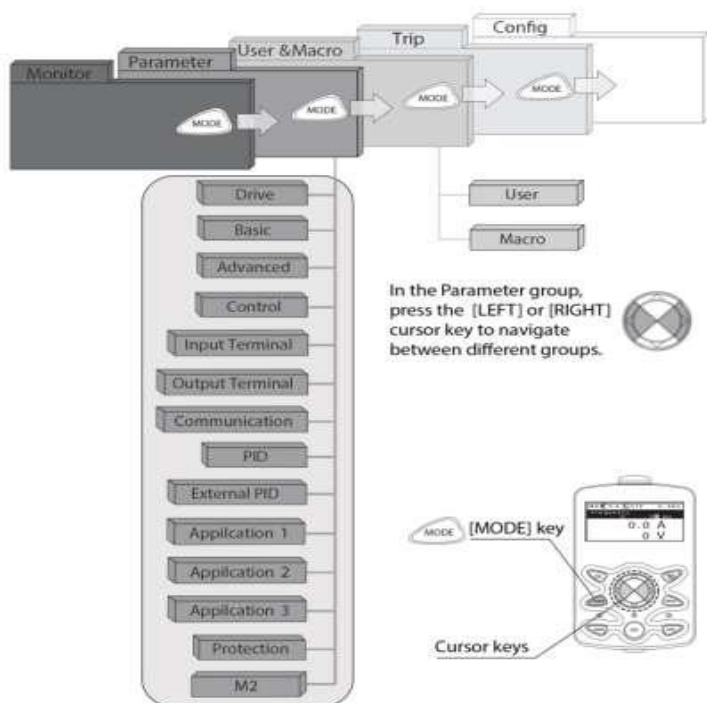 Config
Trip
User &Macro
Parameter
Monitor
MODE
MODE
MODE
MODE
Drive
Basic
Advanced
Control
Input Terminal
Output Terminal
Communication
PID
External PID
Appilcation 1
Appilcation 2
Appilcation 3
Protection
M2
User
Macro
In the Parameter group,
press the [LEFT] or [RIGHT]
cursor key to navigate
between different groups.
MODE [MODE] key
0.0 A
0 V
Cursor keys